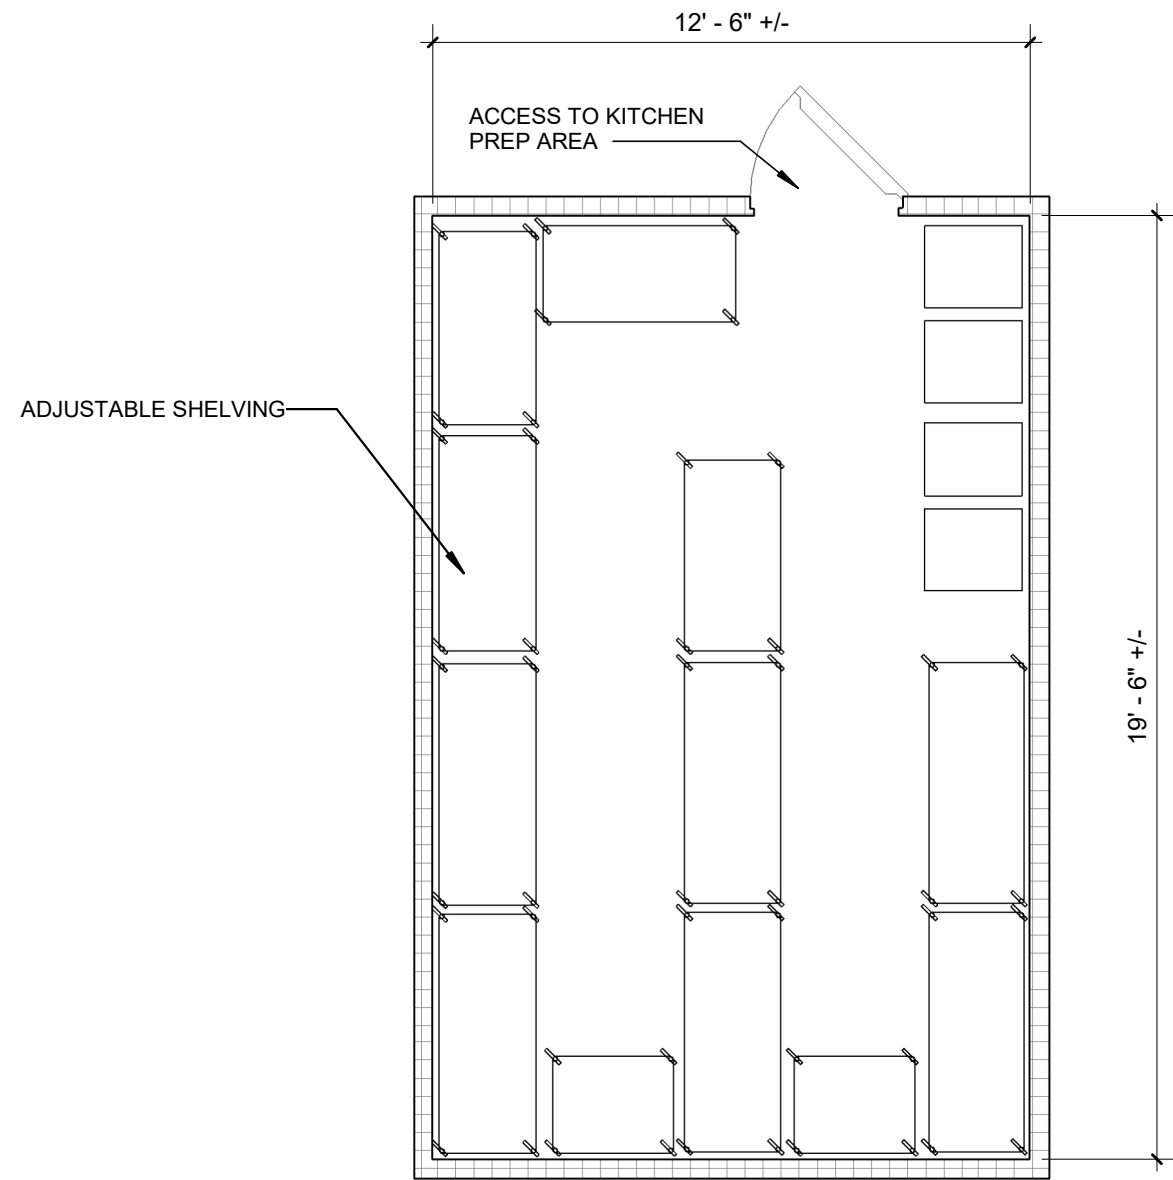 12' - 6" +/-
ACCESS TO KITCHEN
PREP AREA
ADJUSTABLE SHELVING
19' - 6" +/-